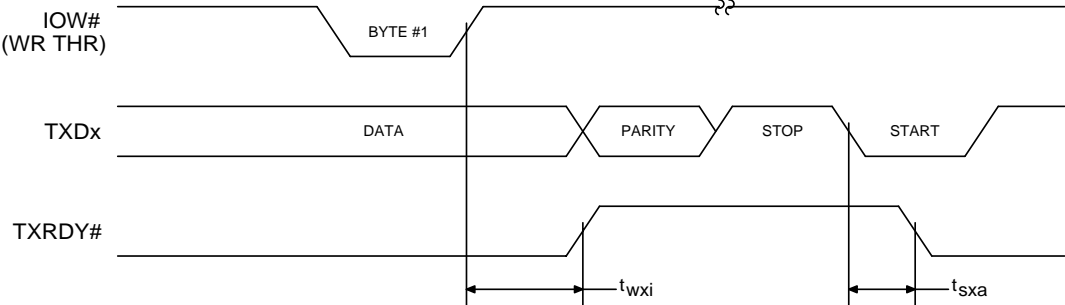 IOW#
(WR THR)
BYTE #1
TXDx
DATA
PARITY
STOP
START
TXRDY#
twxi
tsxa